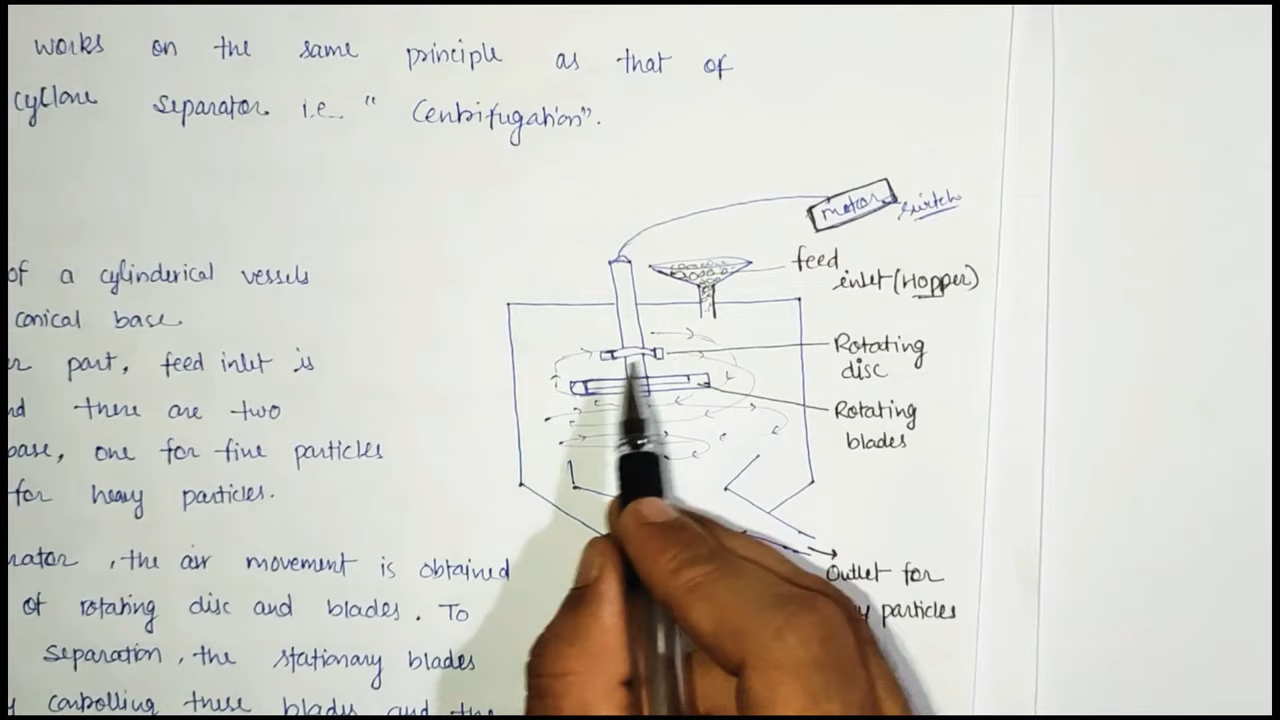 works on the same principle as that of
cyclone separator i.e. "Centrifugation".
motor
switch
feed
inlet (Hopper)
of a cylinderical vessels
conical base.
part, feed inlet is
Rotating
disc
there are two
Rotating
blades
base, one for fine particles
for heavy particles.
, the air movement is obtained
of rotating disc and blades. To
separation, the stationary blades
controlling these blades and the
Outlet for
particles